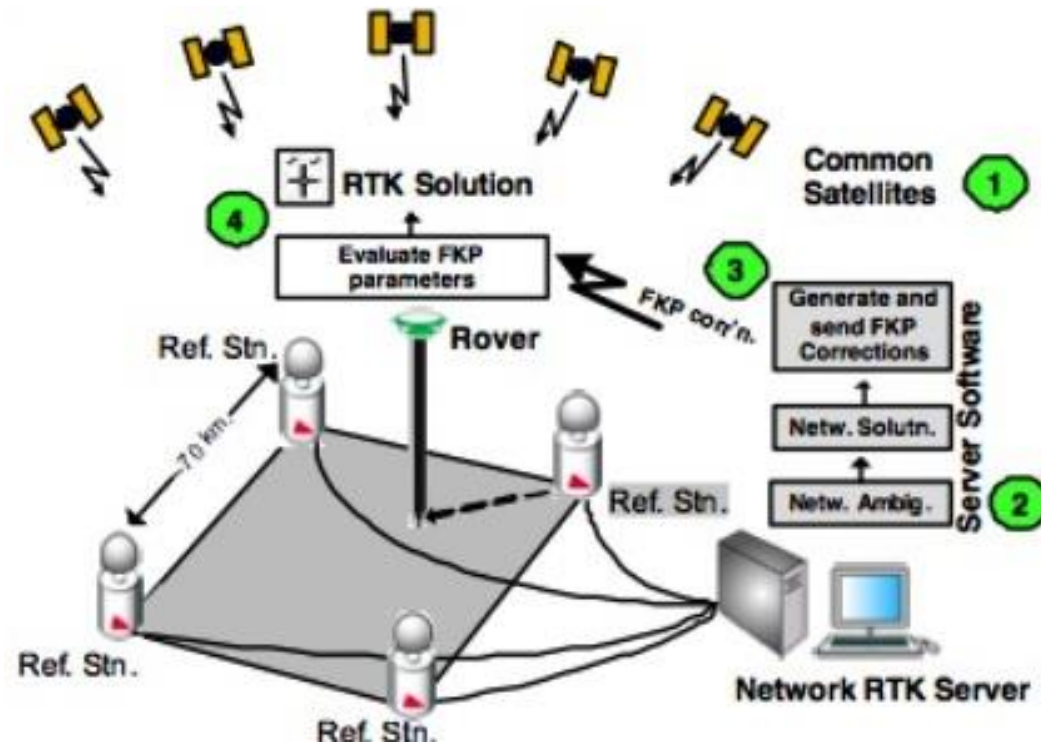 Common
Satellites
1
RTK Solution
4
Evaluate FKP
parameters
FKP corr'n.
3
Generate and
send FKP
Corrections
Netw. Solutn.
Netw. Ambig.
2
Server Software
Rover
Ref. Stn.
70 km.
Ref. Stn.
Ref. Stn.
Ref. Stn.
Network RTK Server